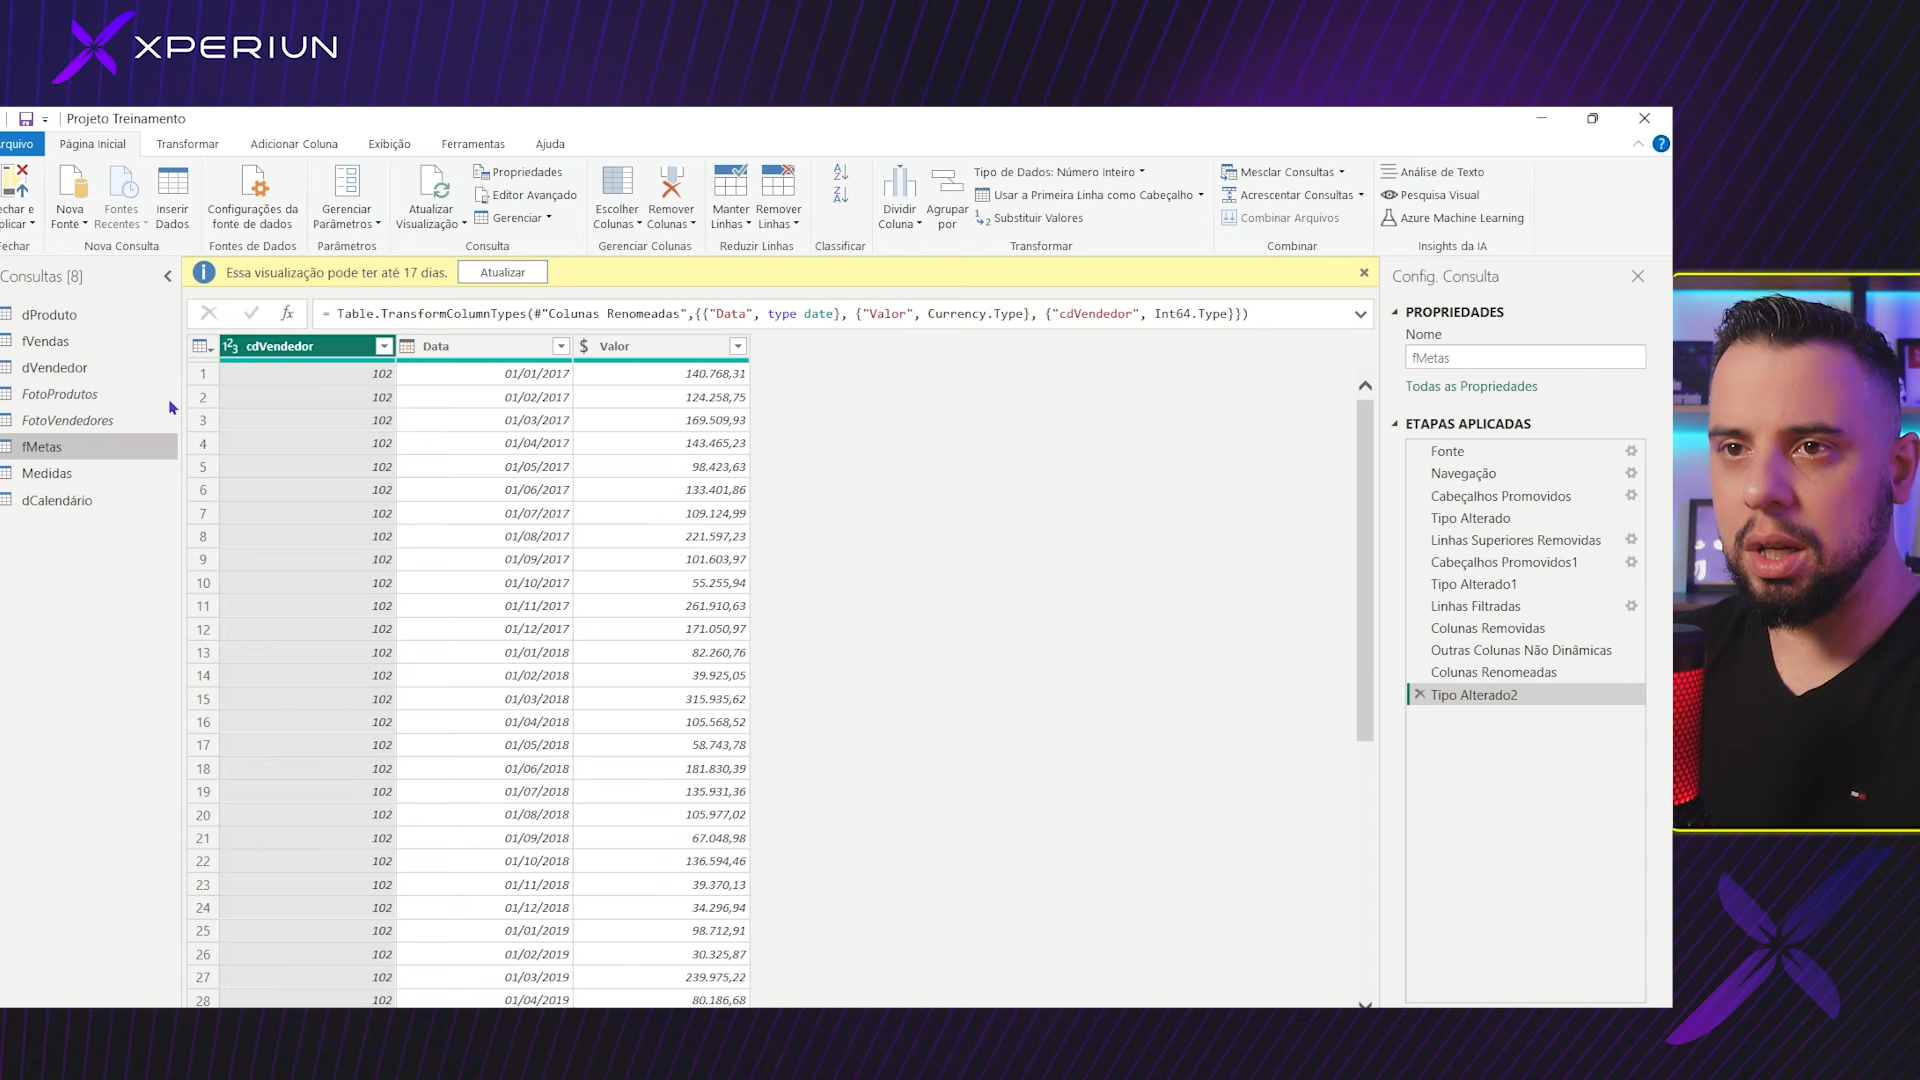 XPERIUN
Projeto Treinamento
rquivo Página Inicial Transformar Adicionar Coluna Exibição Ferramentas Ajuda
echar e plicar
Nova Fonte
Fontes Recentes
Inserir Dados
Configurações da fonte de dados
Gerenciar Parâmetros
Atualizar Visualização
Propriedades
Editor Avançado
Gerenciar
Escolher Colunas
Remover Colunas
Manter Linhas
Remover Linhas
Dividir Coluna
Agrupar por
Tipo de Dados: Número Inteiro
Usar a Primeira Linha como Cabeçalho
Substituir Valores
Mesclar Consultas
Acrescentar Consultas
Combinar Arquivos
Análise de Texto
Pesquisa Visual
Azure Machine Learning
Fechar Nova Consulta Fontes de Dados Parâmetros Consulta Gerenciar Colunas Reduzir Linhas Classificar Transformar Combinar Insights da IA
Consultas [8]
dProduto
fVendas
dVendedor
FotoProdutos
FotoVendedores
fMetas
Medidas
dCalendário
Essa visualização pode ter até 17 dias. Atualizar
fx = Table.TransformColumnTypes(#"Colunas Renomeadas",{{"Data", type date}, {"Valor", Currency.Type}, {"cdVendedor", Int64.Type}})
123 cdVendedor Data $ Valor
1 102 01/01/2017 140.768,31
2 102 01/02/2017 124.258,75
3 102 01/03/2017 169.509,93
4 102 01/04/2017 143.465,23
5 102 01/05/2017 98.423,63
6 102 01/06/2017 133.401,86
7 102 01/07/2017 109.124,99
8 102 01/08/2017 221.597,23
9 102 01/09/2017 101.603,97
10 102 01/10/2017 55.255,94
11 102 01/11/2017 261.910,63
12 102 01/12/2017 171.050,97
13 102 01/01/2018 82.260,76
14 102 01/02/2018 39.925,05
15 102 01/03/2018 315.935,62
16 102 01/04/2018 105.568,52
17 102 01/05/2018 58.743,78
18 102 01/06/2018 181.830,39
19 102 01/07/2018 135.931,36
20 102 01/08/2018 105.977,02
21 102 01/09/2018 67.048,98
22 102 01/10/2018 136.594,46
23 102 01/11/2018 39.370,13
24 102 01/12/2018 34.296,94
25 102 01/01/2019 98.712,91
26 102 01/02/2019 30.325,87
27 102 01/03/2019 239.975,22
28 102 01/04/2019 80.186,68
Config. Consulta
PROPRIEDADES
Nome
fMetas
Todas as Propriedades
ETAPAS APLICADAS
Fonte
Navegação
Cabeçalhos Promovidos
Tipo Alterado
Linhas Superiores Removidas
Cabeçalhos Promovidos1
Tipo Alterado1
Linhas Filtradas
Colunas Removidas
Outras Colunas Não Dinâmicas
Colunas Renomeadas
Tipo Alterado2